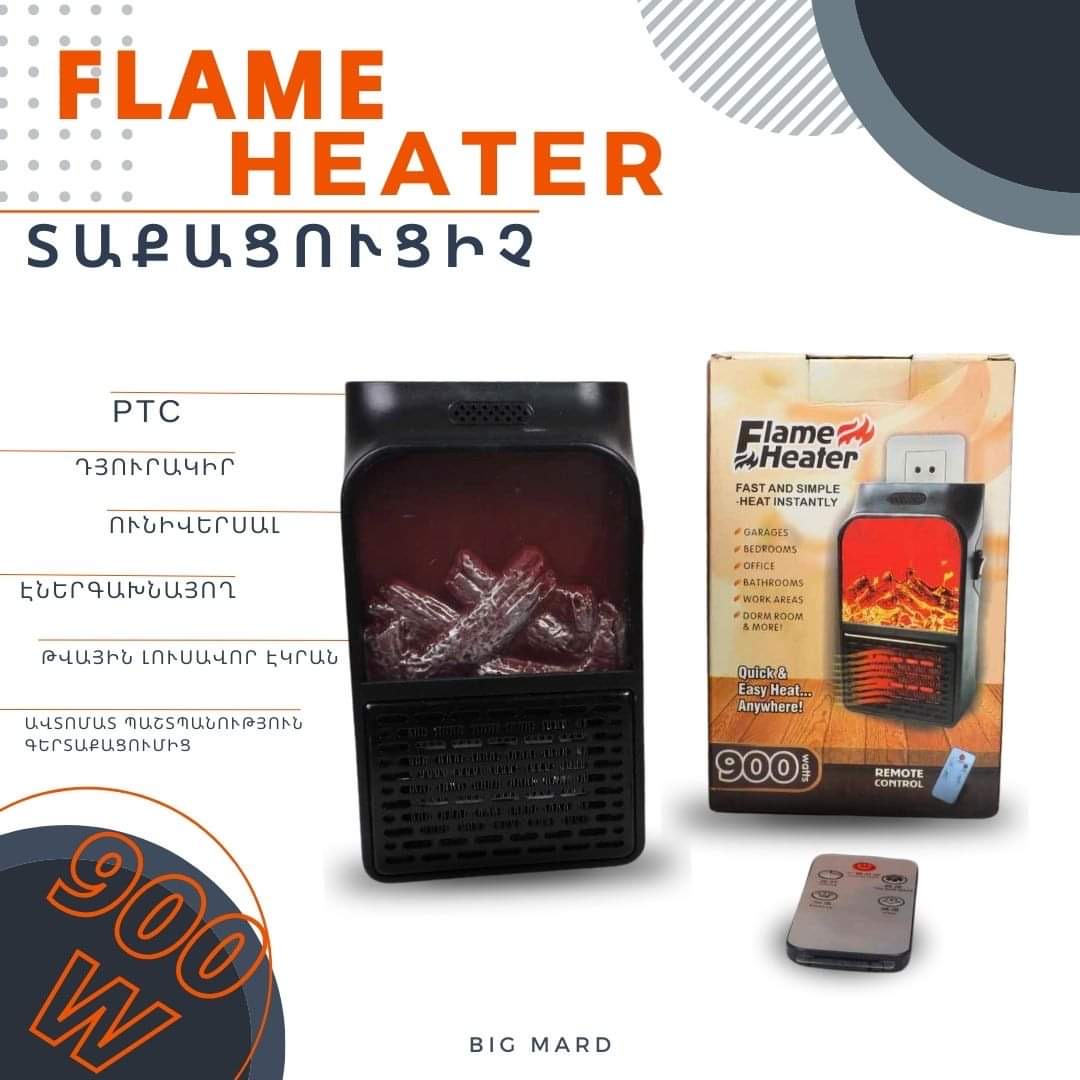 FLAME
HEATER
ՏԱՔԱՑՈՒՑԻՉ
PTC
ԴՅՈՒՐԱԿԻՐ
ՈՒՆԻՎԵՐՍԱԼ
ԷՆԵՐԳԱԽՆԱՅՈՂ
ԹՎԱՅԻՆ ԼՈՒՍԱՎՈՐ ԷԿՐԱՆ
ԱՎՏՈՄԱՏ ՊԱՇՏՊԱՆՈՒԹՅՈՒՆ
ԳԵՐՏԱՔԱՑՈՒՄԻՑ
900
W
Flame
Heater
FAST AND SIMPLE
-HEAT INSTANTLY
GARAGES
BEDROOMS
OFFICE
BATHROOMS
WORK AREAS
DORM ROOM
& MORE!
Quick &
Easy Heat...
Anywhere!
900 watts
REMOTE
CONTROL
BIG MARD